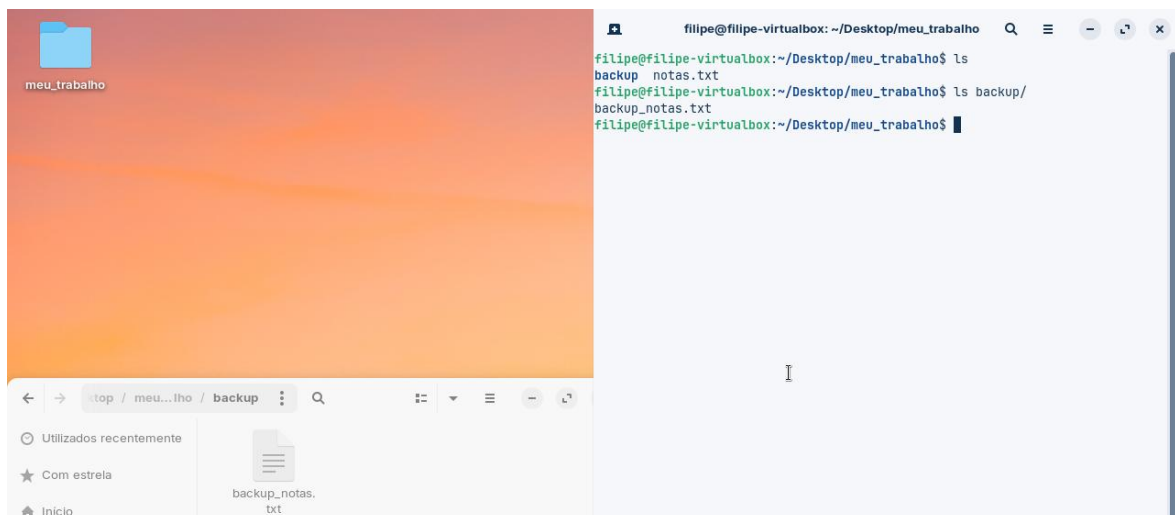 meu_trabalho
filipe@filipe-virtualbox: ~/Desktop/meu_trabalho
filipe@filipe-virtualbox:~/Desktop/meu_trabalho$ ls
backup  notas.txt
filipe@filipe-virtualbox:~/Desktop/meu_trabalho$ ls backup/
backup_notas.txt
filipe@filipe-virtualbox:~/Desktop/meu_trabalho$
ktop / meu…lho / backup
Utilizados recentemente
Com estrela
Início
backup_notas.
txt